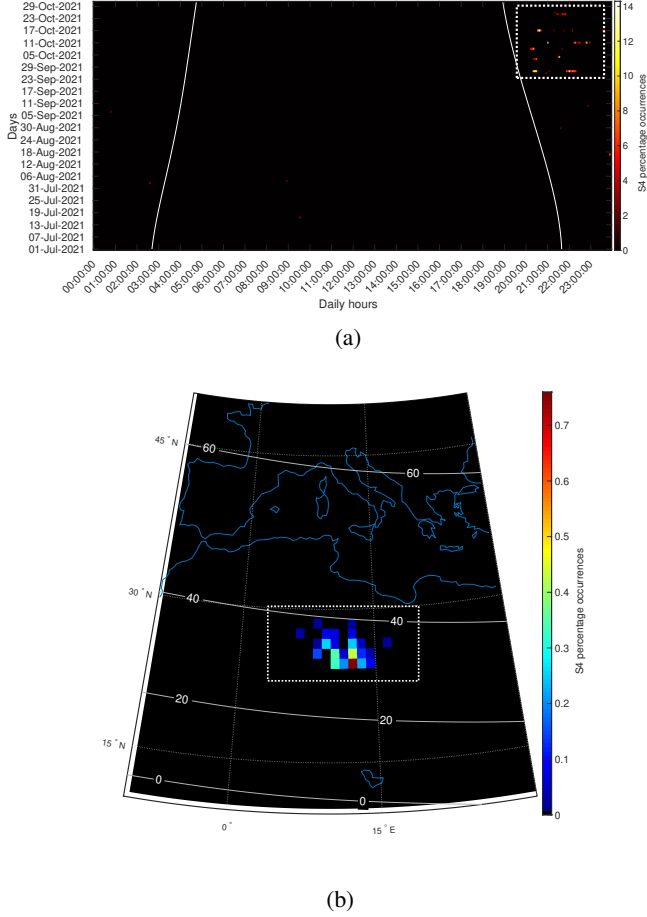 29-Oct-2021
23-Oct-2021
17-Oct-2021
11-Oct-2021
05-Oct-2021
29-Sep-2021
23-Sep-2021
17-Sep-2021
11-Sep-2021
05-Sep-2021
30-Aug-2021
24-Aug-2021
18-Aug-2021
12-Aug-2021
06-Aug-2021
31-Jul-2021
25-Jul-2021
19-Jul-2021
13-Jul-2021
07-Jul-2021
01-Jul-2021
Days
00:00:00
01:00:00
02:00:00
03:00:00
04:00:00
05:00:00
06:00:00
07:00:00
08:00:00
09:00:00
10:00:00
11:00:00
12:00:00
13:00:00
14:00:00
15:00:00
16:00:00
17:00:00
18:00:00
19:00:00
20:00:00
21:00:00
22:00:00
23:00:00
Daily hours
14
12
10
8
6
4
2
0
S4 percentage occurrences
(a)
45° N
60
60
30° N
40
40
20
20
15° N
0
0
0°
15° E
0.7
0.6
0.5
0.4
0.3
0.2
0.1
0
S4 percentage occurrences
(b)